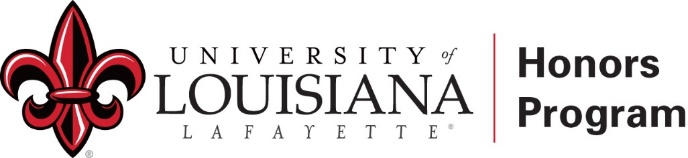 UNIVERSITY of
LOUISIANA
LAFAYETTE®
®
Honors
Program